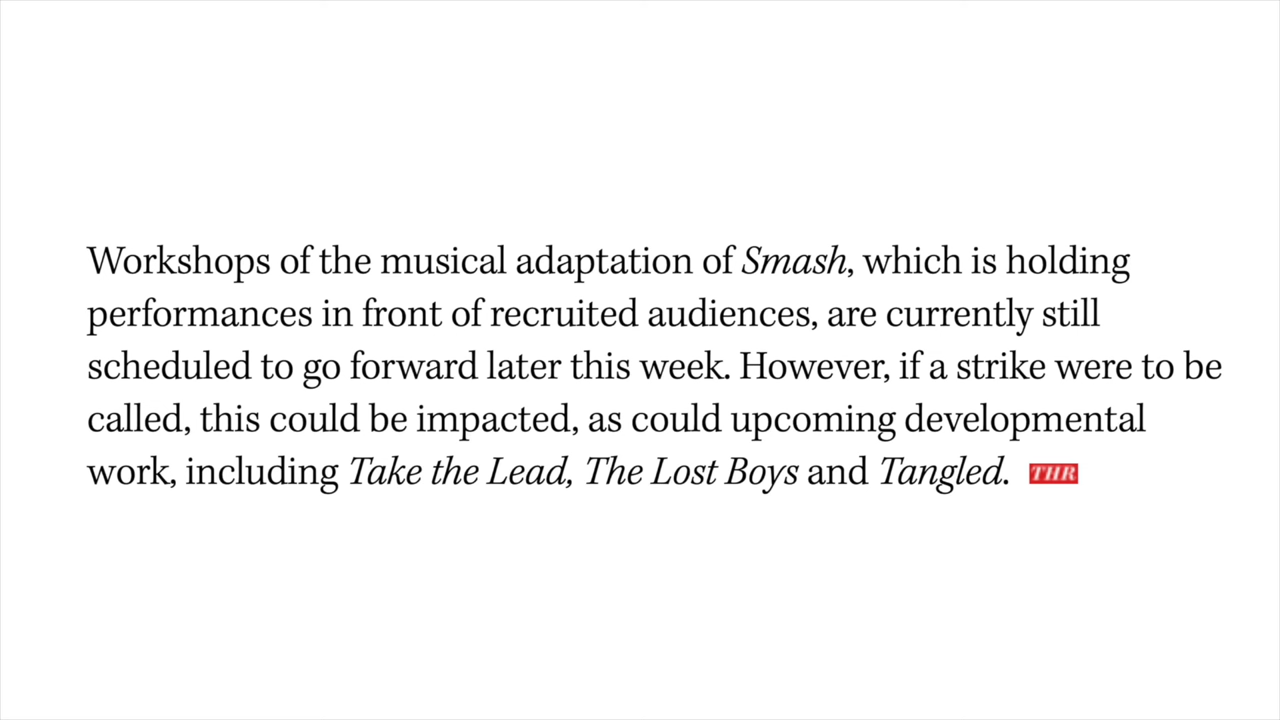 Workshops of the musical adaptation of Smash, which is holding
performances in front of recruited audiences, are currently still
scheduled to go forward later this week. However, if a strike were to be
called, this could be impacted, as could upcoming developmental
work, including Take the Lead, The Lost Boys and Tangled. THR